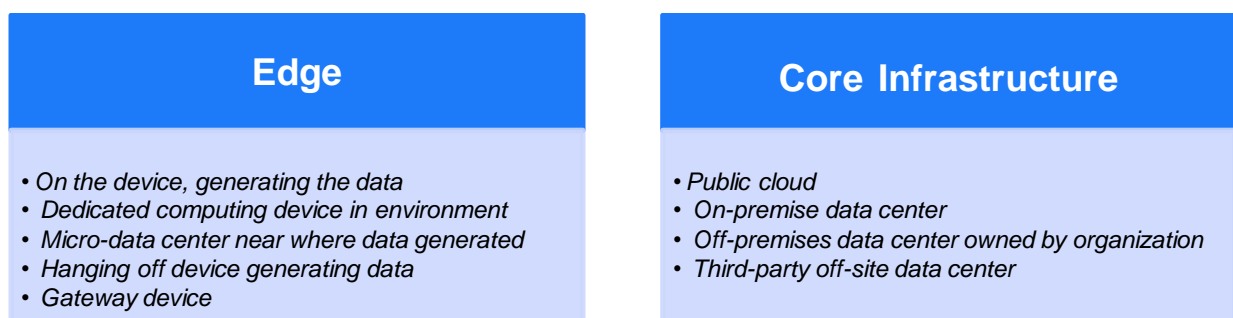 Edge
• On the device, generating the data
• Dedicated computing device in environment
• Micro-data center near where data generated
• Hanging off device generating data
• Gateway device
Core Infrastructure
• Public cloud
• On-premise data center
• Off-premises data center owned by organization
• Third-party off-site data center